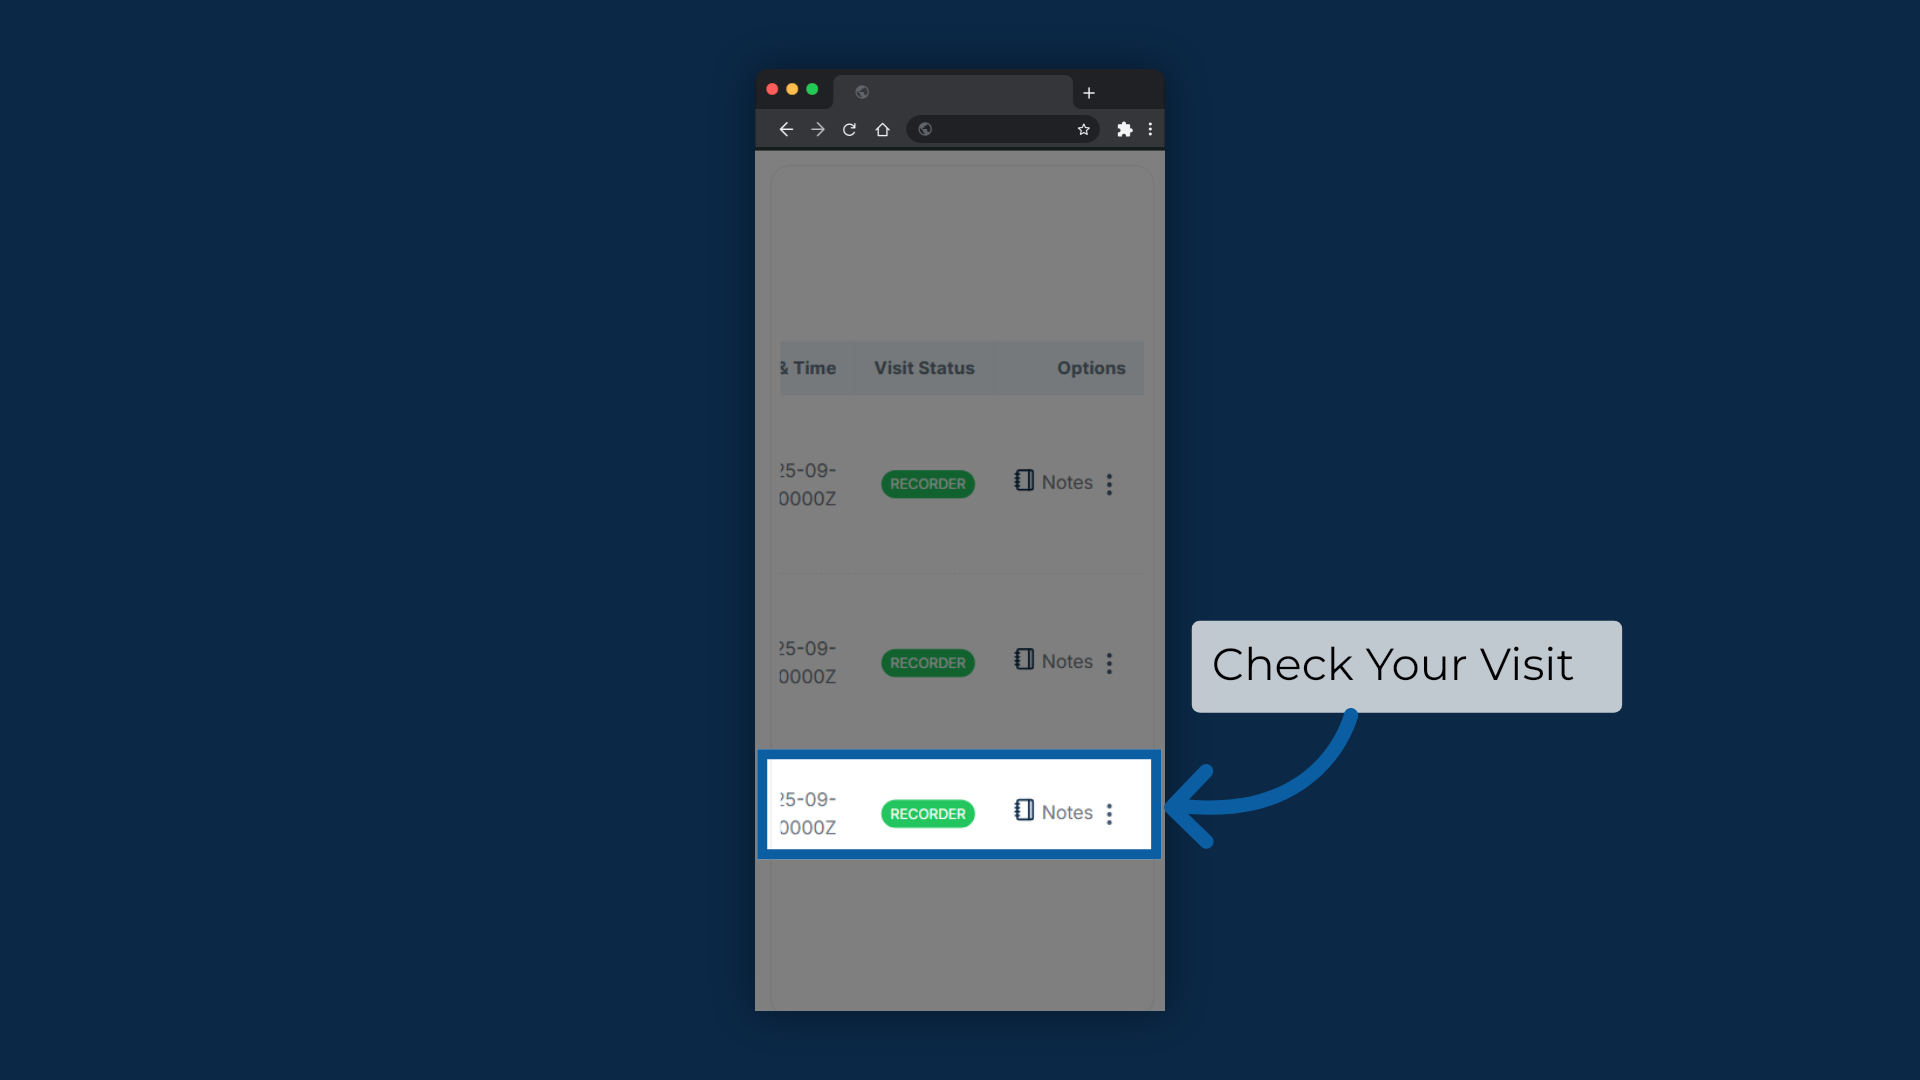 & Time Visit Status Options
25-09-
0000Z
RECORDER Notes
25-09-
0000Z
RECORDER Notes
Check Your Visit
25-09-
0000Z
RECORDER Notes